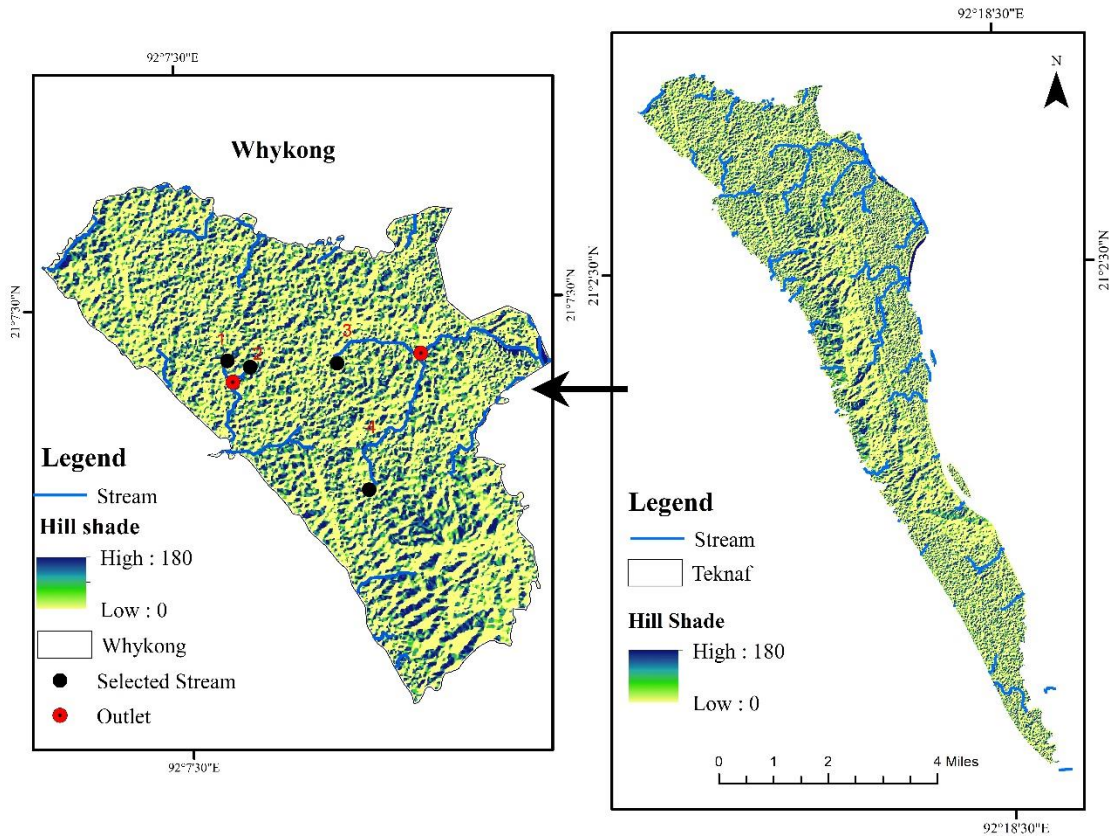 92°7'30"E
Whykong
21°7'30"N
21°7'30"N
1
2
3
4
Legend
Stream
Hill shade
High : 180
Low : 0
Whykong
Selected Stream
Outlet
92°7'30"E
92°18'30"E
N
21°2'30"N
21°2'30"N
Legend
Stream
Teknaf
Hill Shade
High : 180
Low : 0
0 1 2 4 Miles
92°18'30"E